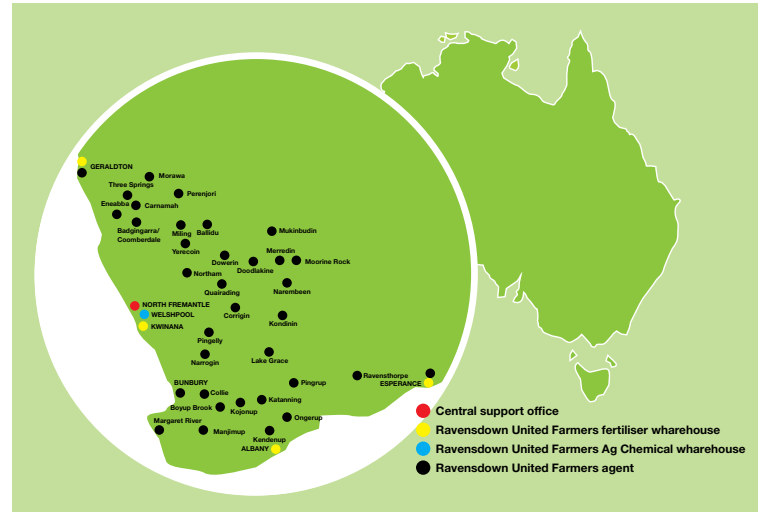 GERALDTON
Morawa
Three Springs
Perenjori
Eneabba
Carnamah
Badgingarra/
Coomberdale
Miling
Ballidu
Mukinbudin
Yerecoin
Merredin
Dowerin
Doodlakine
Moorine Rock
Northam
Quairading
Narembeen
NORTH FREMANTLE
WELSHPOOL
Corrigin
KWINANA
Kondinin
Pingelly
Narrogin
Lake Grace
Ravensthorpe
BUNBURY
Pingrup
ESPERANCE
Collie
Boyup Brook
Kojonup
Katanning
Margaret River
Ongerup
Manjimup
Kendenup
ALBANY
Central support office
Ravensdown United Farmers fertiliser wharehouse
Ravensdown United Farmers Ag Chemical wharehouse
Ravensdown United Farmers agent